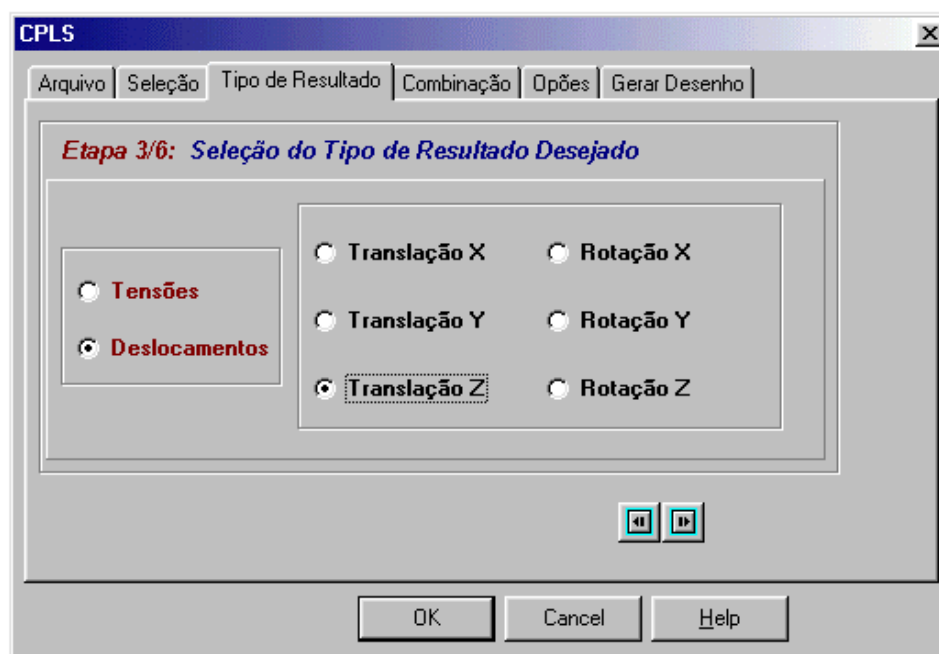 CPLS
Arquivo Seleção Tipo de Resultado Combinação Opões Gerar Desenho
Etapa 3/6: Seleção do Tipo de Resultado Desejado
Tensões
Deslocamentos
Translação X Rotação X
Translação Y Rotação Y
Translação Z Rotação Z
OK Cancel Help